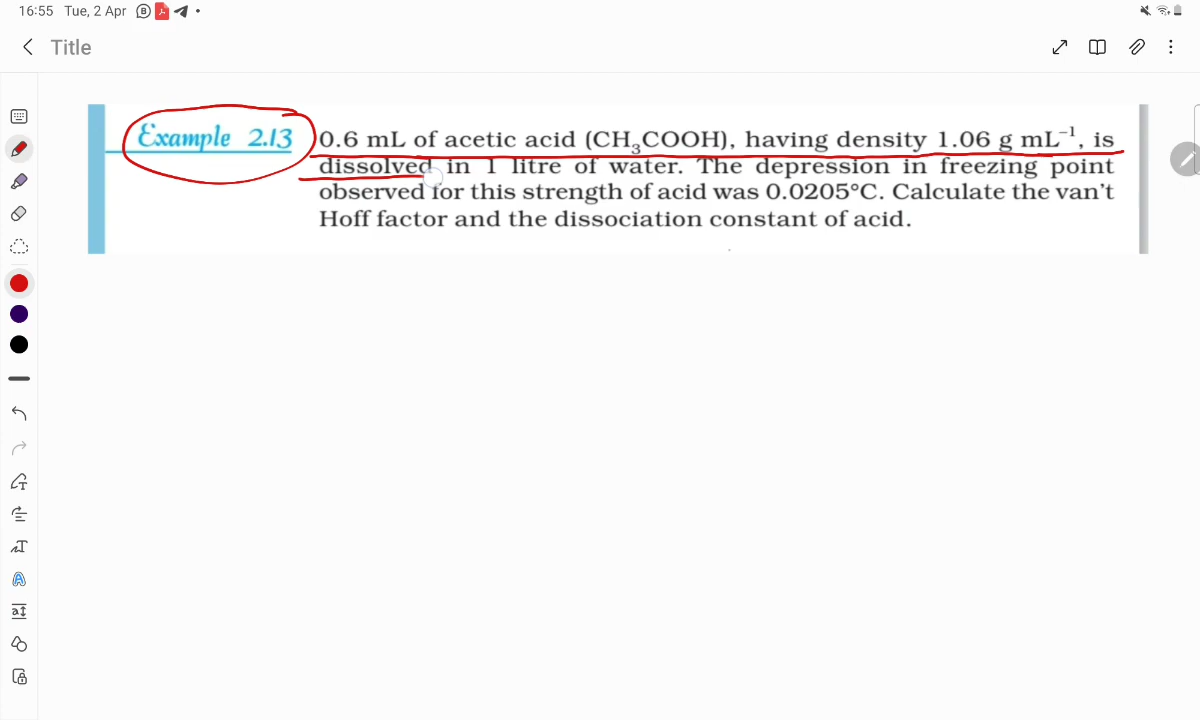 16:55 Tue, 2 Apr
Title
Example 2.13 0.6 mL of acetic acid (CH₃COOH), having density 1.06 g mL⁻¹, is
dissolved in 1 litre of water. The depression in freezing point
observed for this strength of acid was 0.0205°C. Calculate the van't
Hoff factor and the dissociation constant of acid.